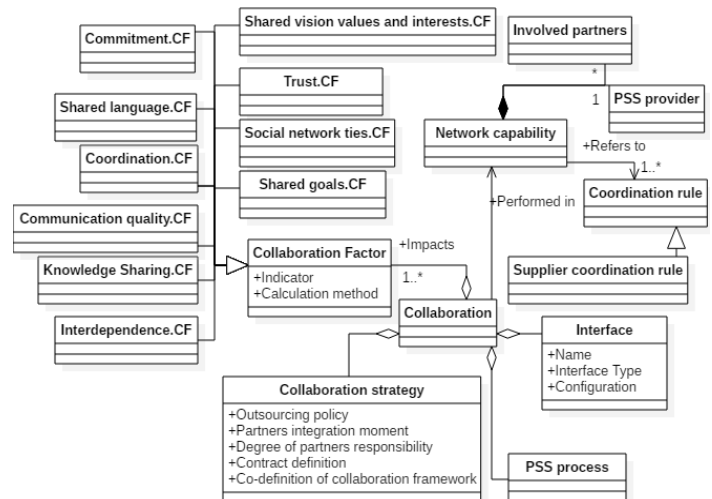 Shared vision values and interests.CF
Commitment.CF
Involved partners
Trust.CF
PSS provider
Shared language.CF
*
1
Social network ties.CF
Network capability
Coordination.CF
+Refers to
1..*
Shared goals.CF
Coordination rule
Communication quality.CF
+Performed in
Collaboration Factor
+Indicator
+Calculation method
+Impacts
1..*
Knowledge Sharing.CF
Supplier coordination rule
Collaboration
Interdependence.CF
Interface
+Name
+Interface Type
+Configuration
Collaboration strategy
+Outsourcing policy
+Partners integration moment
+Degree of partners responsibility
+Contract definition
+Co-definition of collaboration framework
PSS process